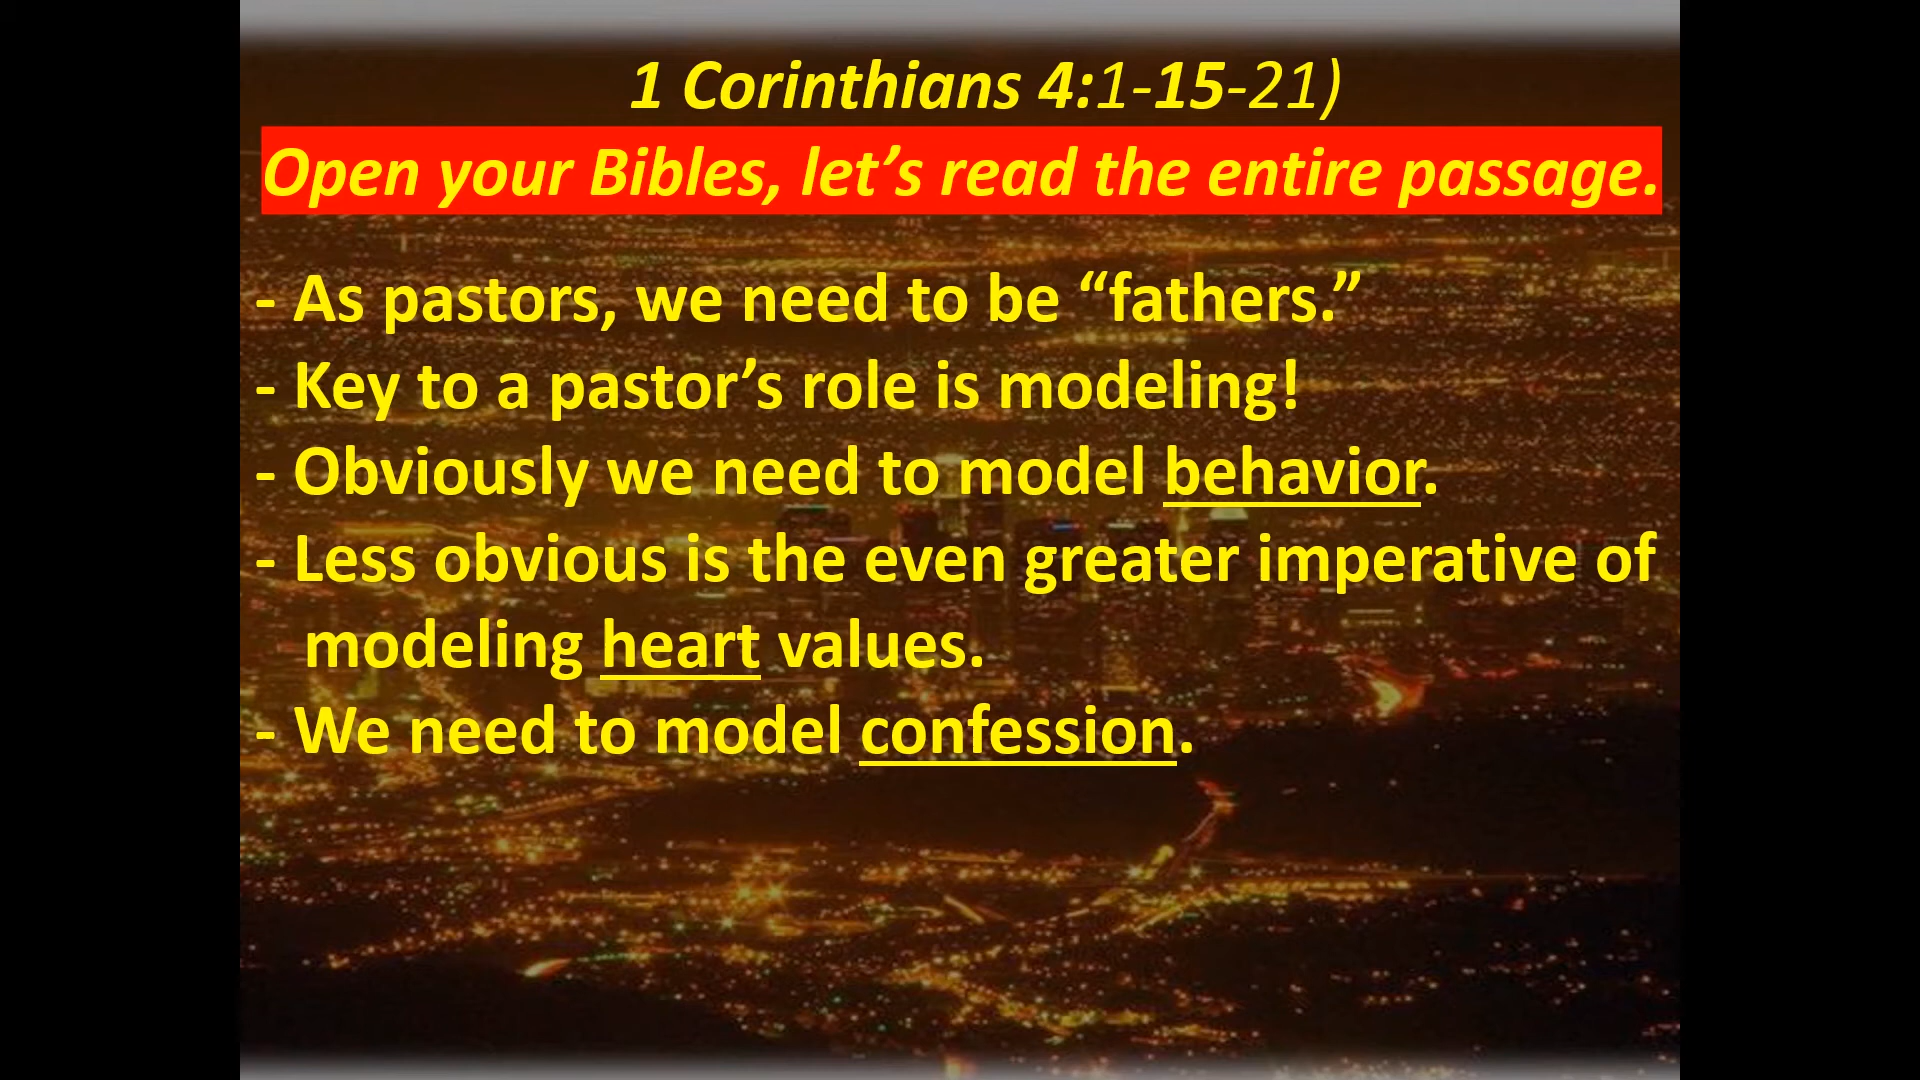 1 Corinthians 4:1-15-21)
Open your Bibles, let’s read the entire passage.
- As pastors, we need to be “fathers.”
- Key to a pastor’s role is modeling!
- Obviously we need to model behavior.
- Less obvious is the even greater imperative of
modeling heart values.
- We need to model confession.